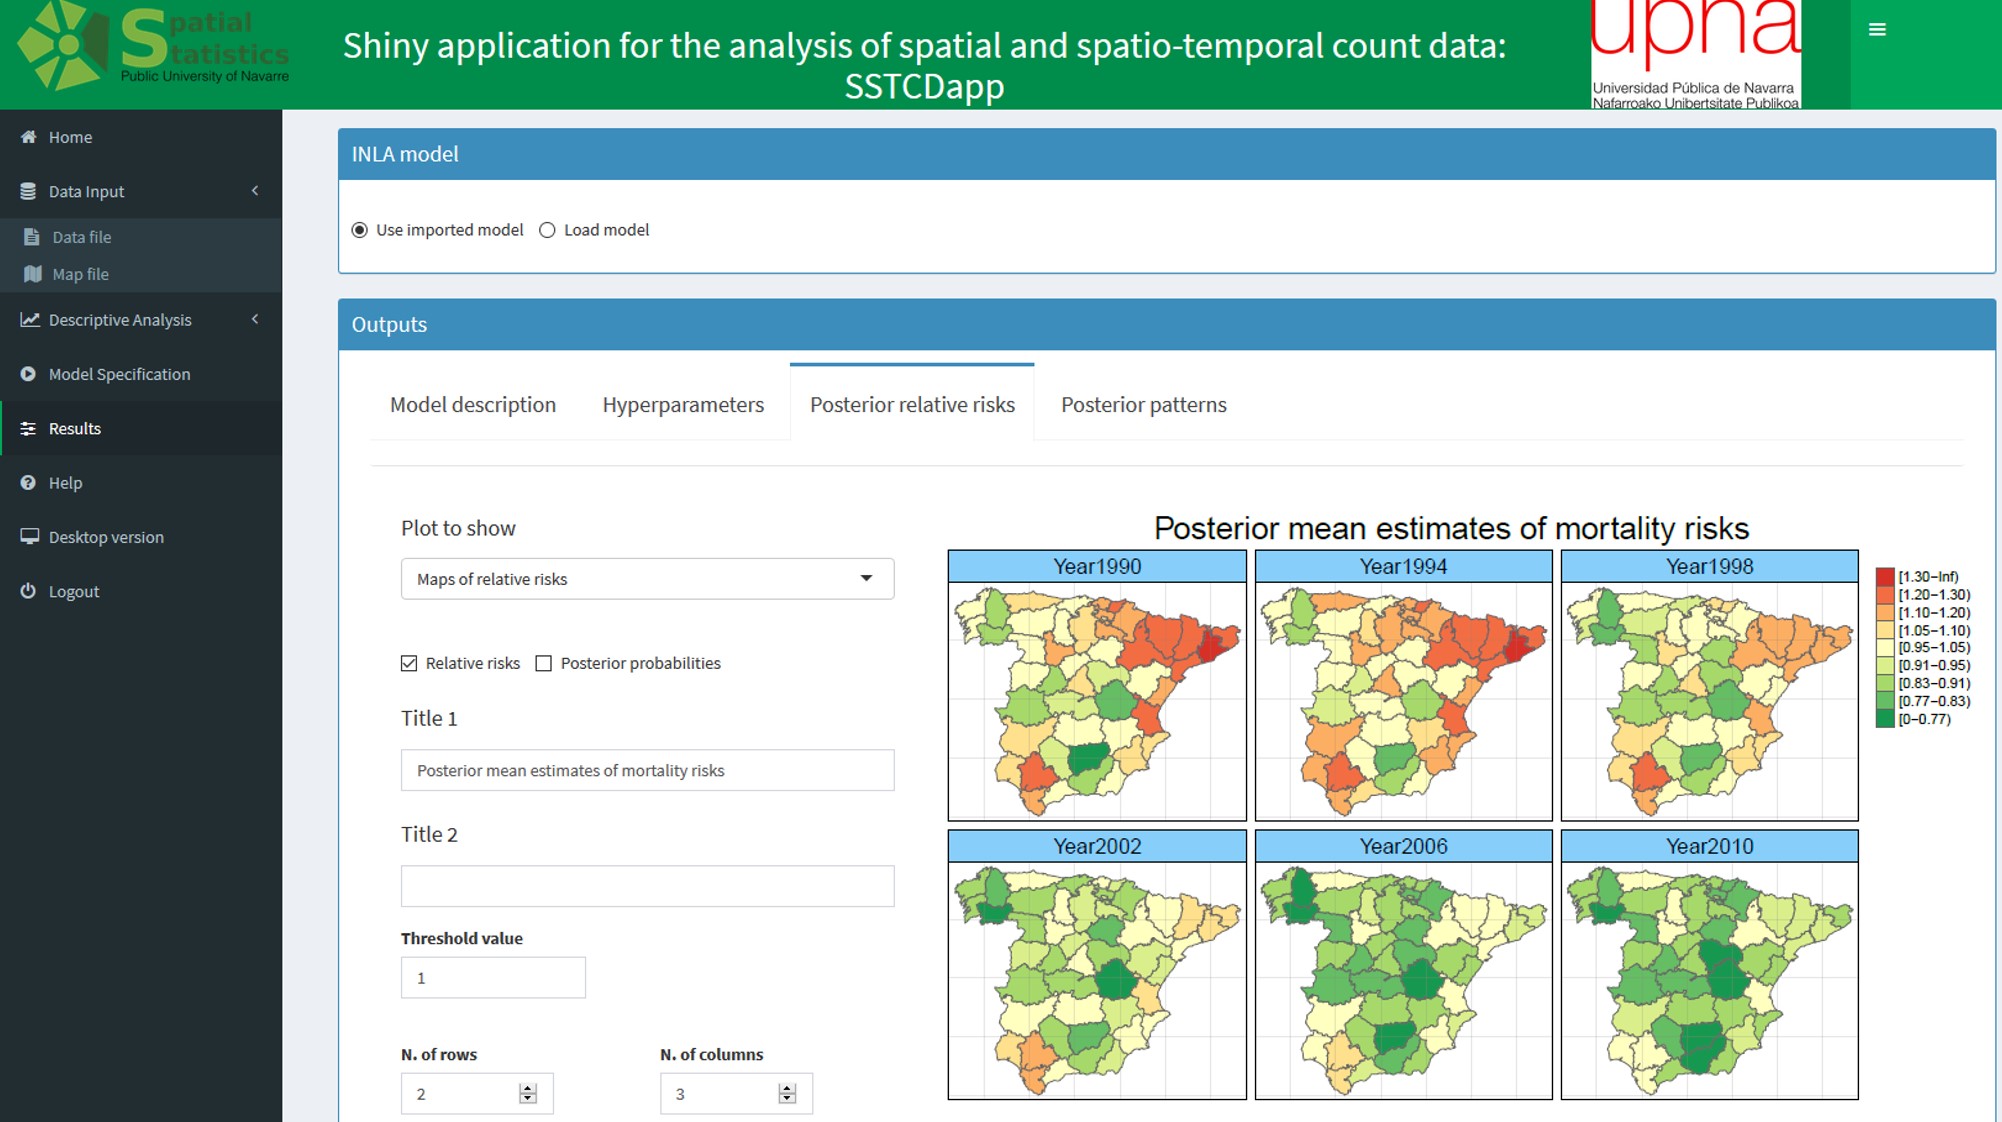 Spatial
Statistics
Public University of Navarre
Shiny application for the analysis of spatial and spatio-temporal count data:
SSTCDapp
upna
Universidad Pública de Navarra
Nafarroako Unibertsitate Publikoa
Home
Data Input
Data file
Map file
Descriptive Analysis
Model Specification
Results
Help
Desktop version
Logout
INLA model
Use imported model Load model
Outputs
Model description Hyperparameters Posterior relative risks Posterior patterns
Plot to show
Maps of relative risks
Relative risks Posterior probabilities
Title 1
Posterior mean estimates of mortality risks
Title 2
Threshold value
1
N. of rows N. of columns
2 3
Posterior mean estimates of mortality risks
Year1990 Year1994 Year1998
[1.30−Inf)
[1.20−1.30)
[1.10−1.20)
[1.05−1.10)
[0.95−1.05)
[0.91−0.95)
[0.83−0.91)
[0.77−0.83)
[0−0.77)
Year2002 Year2006 Year2010